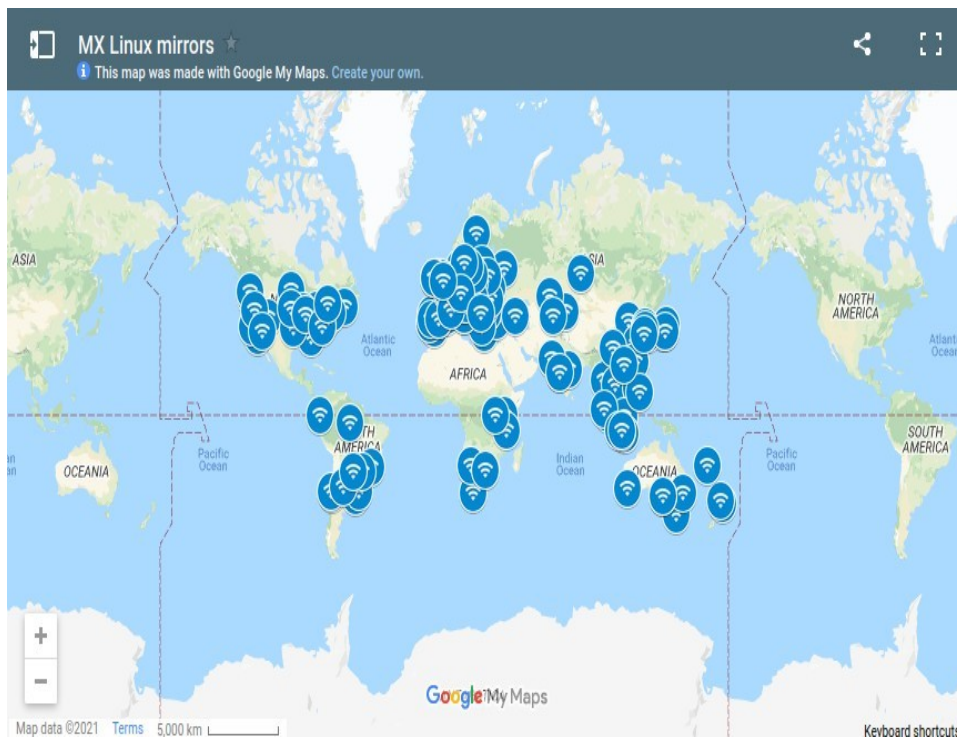 MX Linux mirrors
This map was made with Google My Maps. Create your own.
ASIA
NORTH
AMERICA
Atlantic
Ocean
AFRICA
Pacific
Ocean
AMERICA
Indian
Ocean
OCEANIA
OCEANIA
Pacific
Ocean
SOUTH
AMERICA
Google My Maps
Map data ©2021 Terms 5,000 km
Keyboard shortcuts